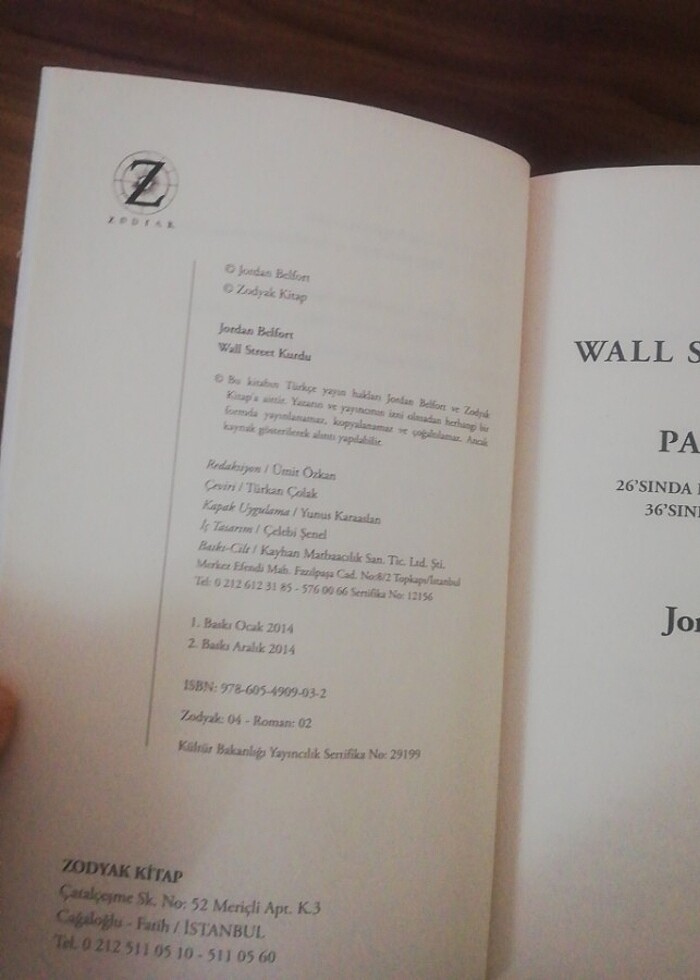 Z
ZODYAK
© Jordan Belfort
© Zodyak Kitap
Jordan Belfort
Wall Street Kurdu
© Bu kitabın Türkçe yayın hakları Jordan Belfort ve Zodyak
Kitap'a aittir. Yazarın ve yayıncının izni olmadan herhangi bir
formda yayınlanamaz, kopyalanamaz ve çoğaltılamaz. Ancak
kaynak gösterilerek alıntı yapılabilir.
Redaksiyon / Ümit Özkan
Çeviri / Türkan Çolak
Kapak Uygulama / Yunus Karaaslan
İç Tasarım / Çelebi Şenel
Baskı-Cilt / Kayhan Matbaacılık San. Tic. Ltd. Şti.
Merkez Efendi Mah. Fazılpaşa Cad. No:8/2 Topkapı/İstanbul
Tel: 0 212 612 31 85 - 576 00 66 Sertifika No: 12156
1. Baskı Ocak 2014
2. Baskı Aralık 2014
ISBN: 978-605-4909-03-2
Zodyak: 04 - Roman: 02
Kültür Bakanlığı Yayıncılık Sertifika No: 29199
ZODYAK KİTAP
Çatalçeşme Sk. No: 52 Meriçli Apt. K.3
Cağaloğlu - Fatih / İSTANBUL
Tel. 0 212 511 05 10 - 511 05 60
WALL S
PA
26'SINDA
36'SIN
Jor